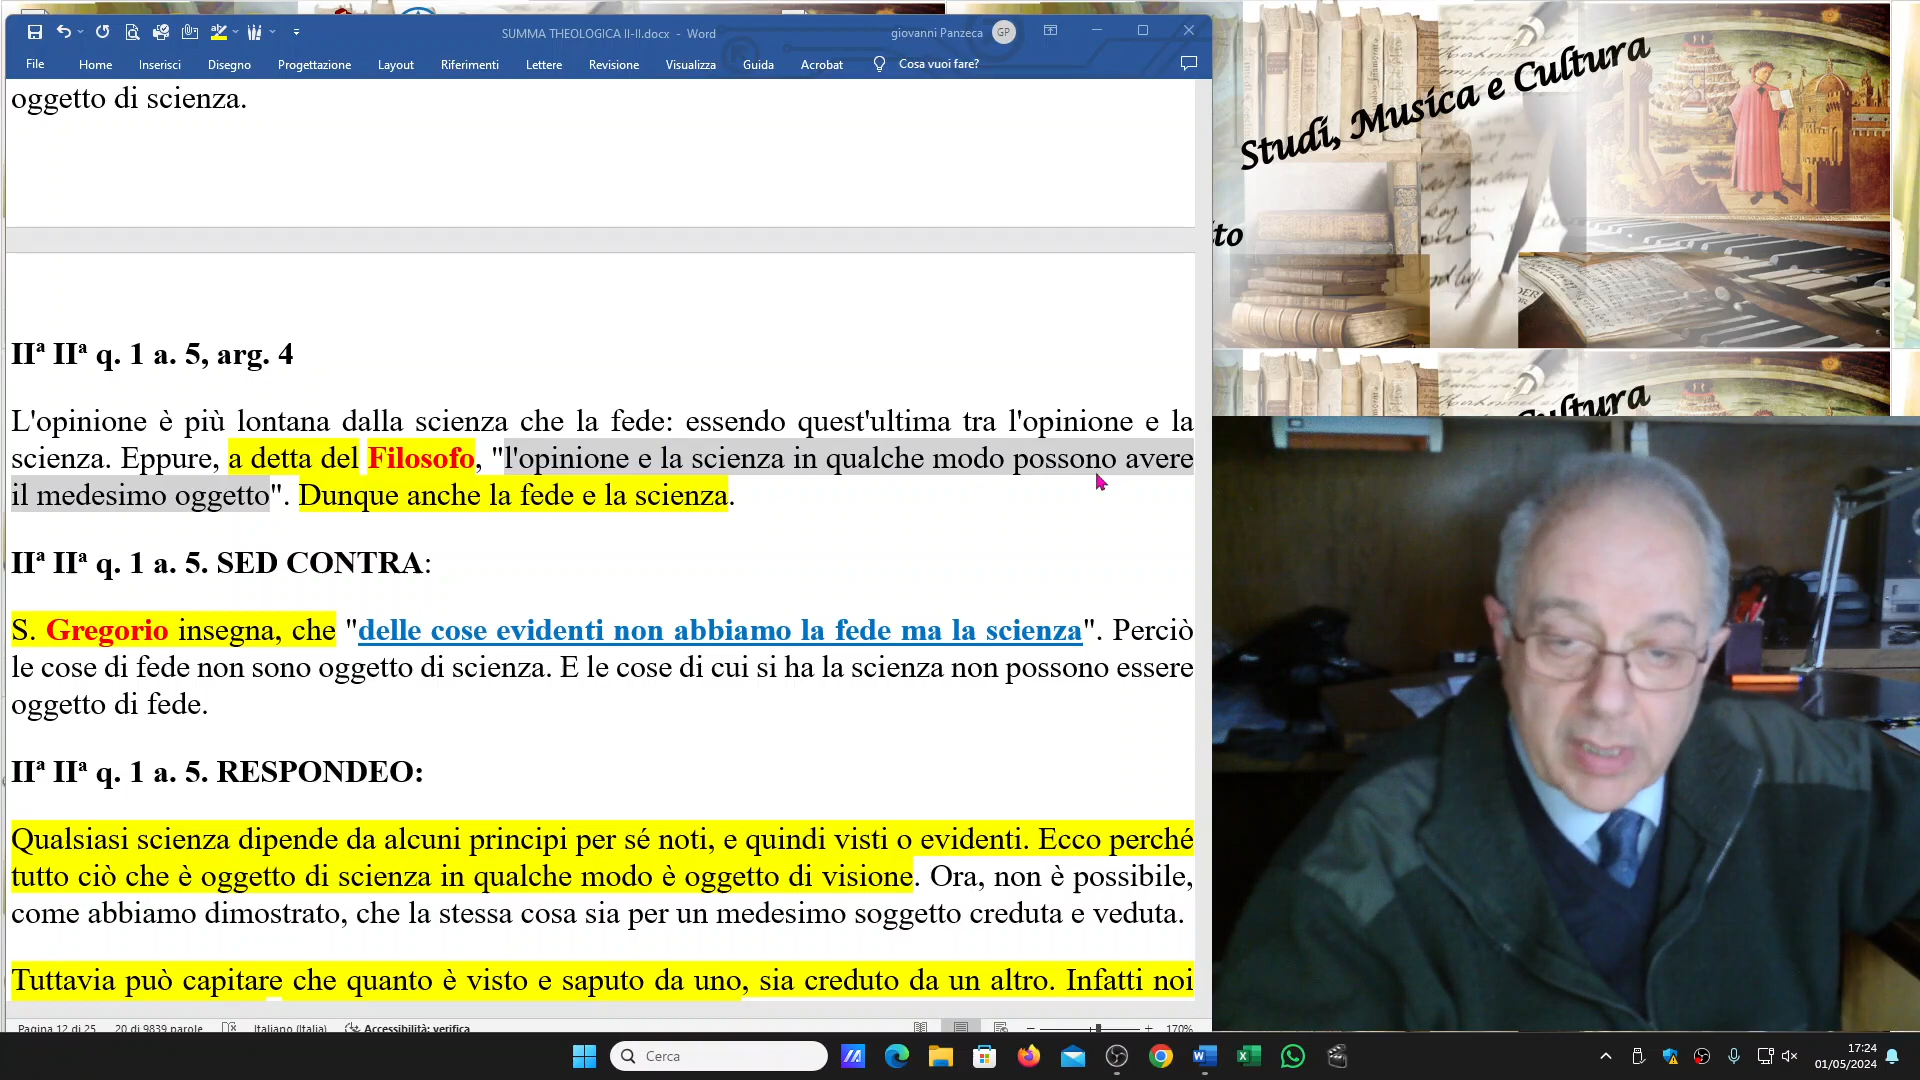 SUMMA THEOLOGICA II-II.docx - Word
giovanni Panzeca GP
File Home Inserisci Disegno Progettazione Layout Riferimenti Lettere Revisione Visualizza Guida Acrobat Cosa vuoi fare?
oggetto di scienza.
IIª IIª q. 1 a. 5, arg. 4
L'opinione è più lontana dalla scienza che la fede: essendo quest'ultima tra l'opinione e la
scienza. Eppure, a detta del Filosofo, "l'opinione e la scienza in qualche modo possono avere
il medesimo oggetto". Dunque anche la fede e la scienza.
IIª IIª q. 1 a. 5. SED CONTRA:
S. Gregorio insegna, che "delle cose evidenti non abbiamo la fede ma la scienza". Perciò
le cose di fede non sono oggetto di scienza. E le cose di cui si ha la scienza non possono essere
oggetto di fede.
IIª IIª q. 1 a. 5. RESPONDEO:
Qualsiasi scienza dipende da alcuni principi per sé noti, e quindi visti o evidenti. Ecco perché
tutto ciò che è oggetto di scienza in qualche modo è oggetto di visione. Ora, non è possibile,
come abbiamo dimostrato, che la stessa cosa sia per un medesimo soggetto creduta e veduta.
Tuttavia può capitare che quanto è visto e saputo da uno, sia creduto da un altro. Infatti noi
Pagina 12 di 25 20 di 9839 parole Italiano (Italia) Accessibilità: verifica 170%
Studi, Musica e Cultura
Cerca
17:24
01/05/2024